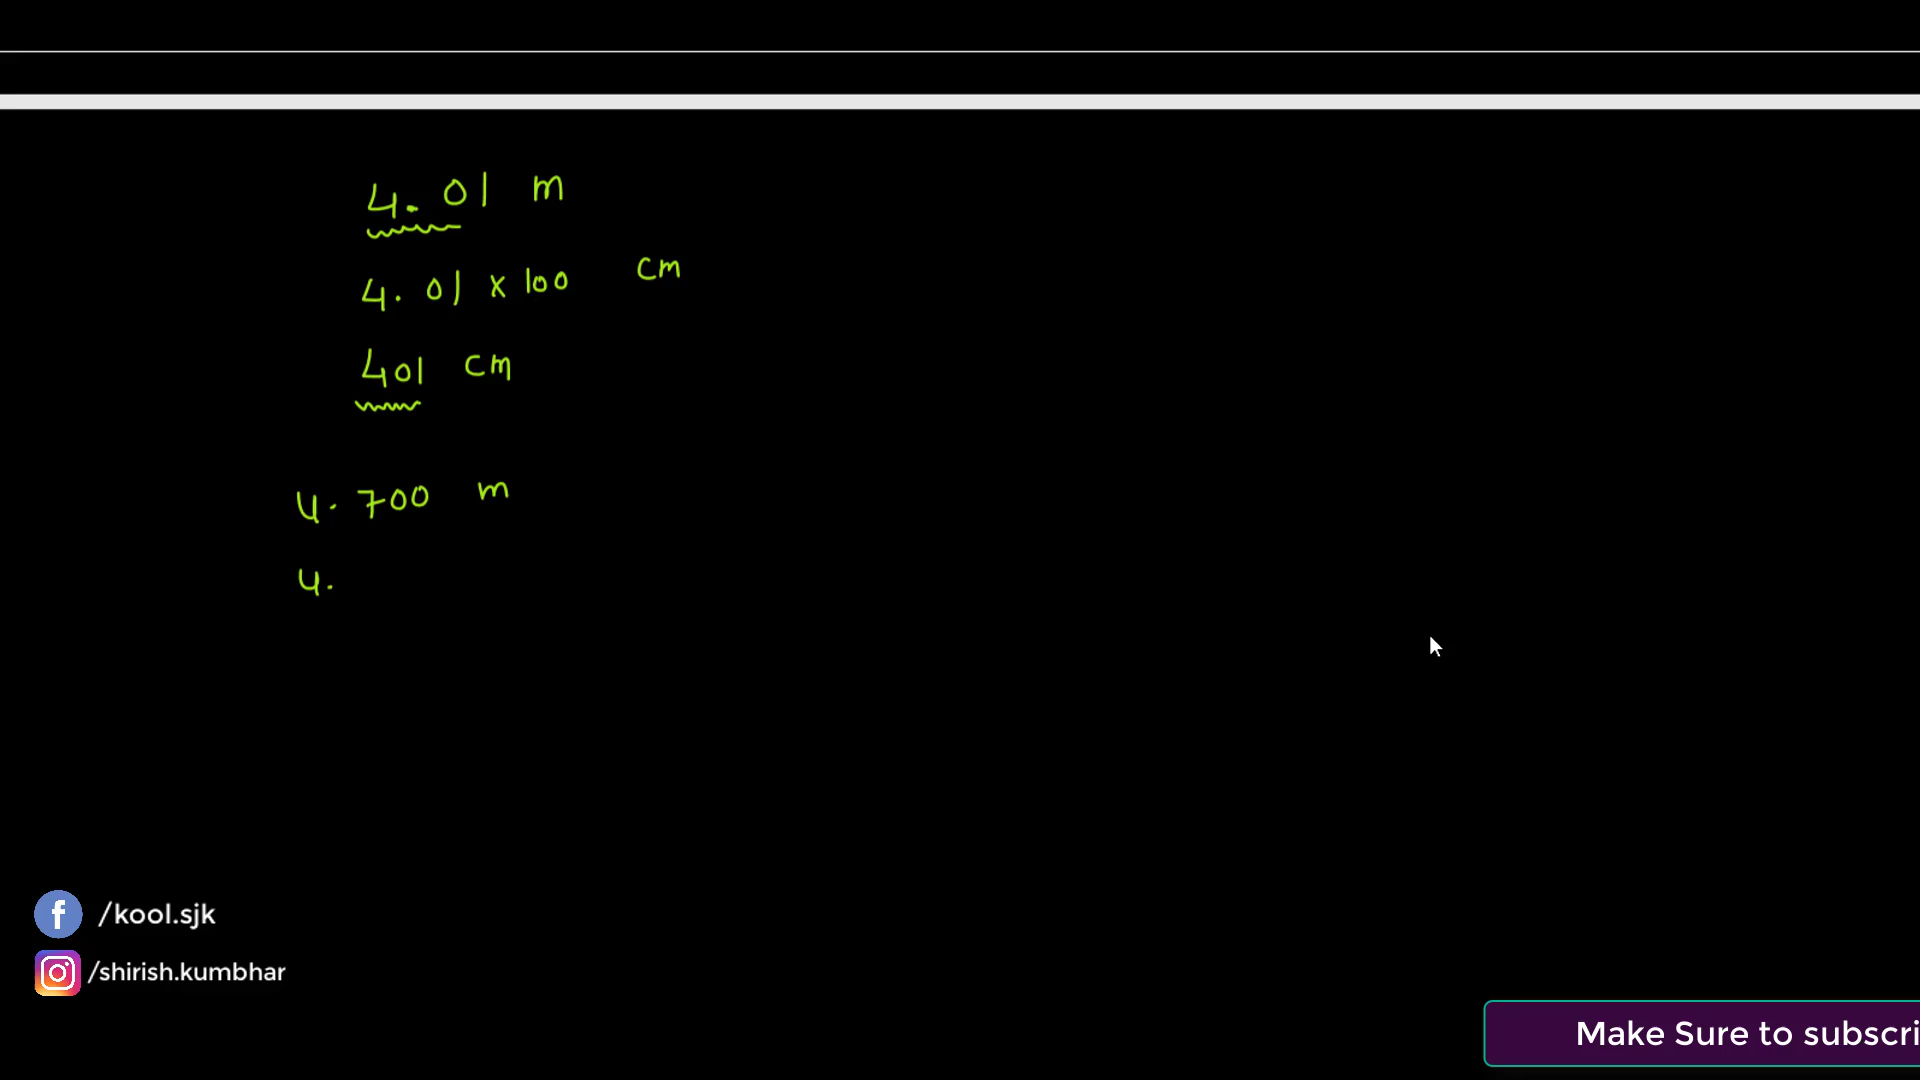 4.01 m
4.01 x 100 cm
401 cm
4.700 m
4.
/kool.sjk
/shirish.kumbhar
Make Sure to subscri